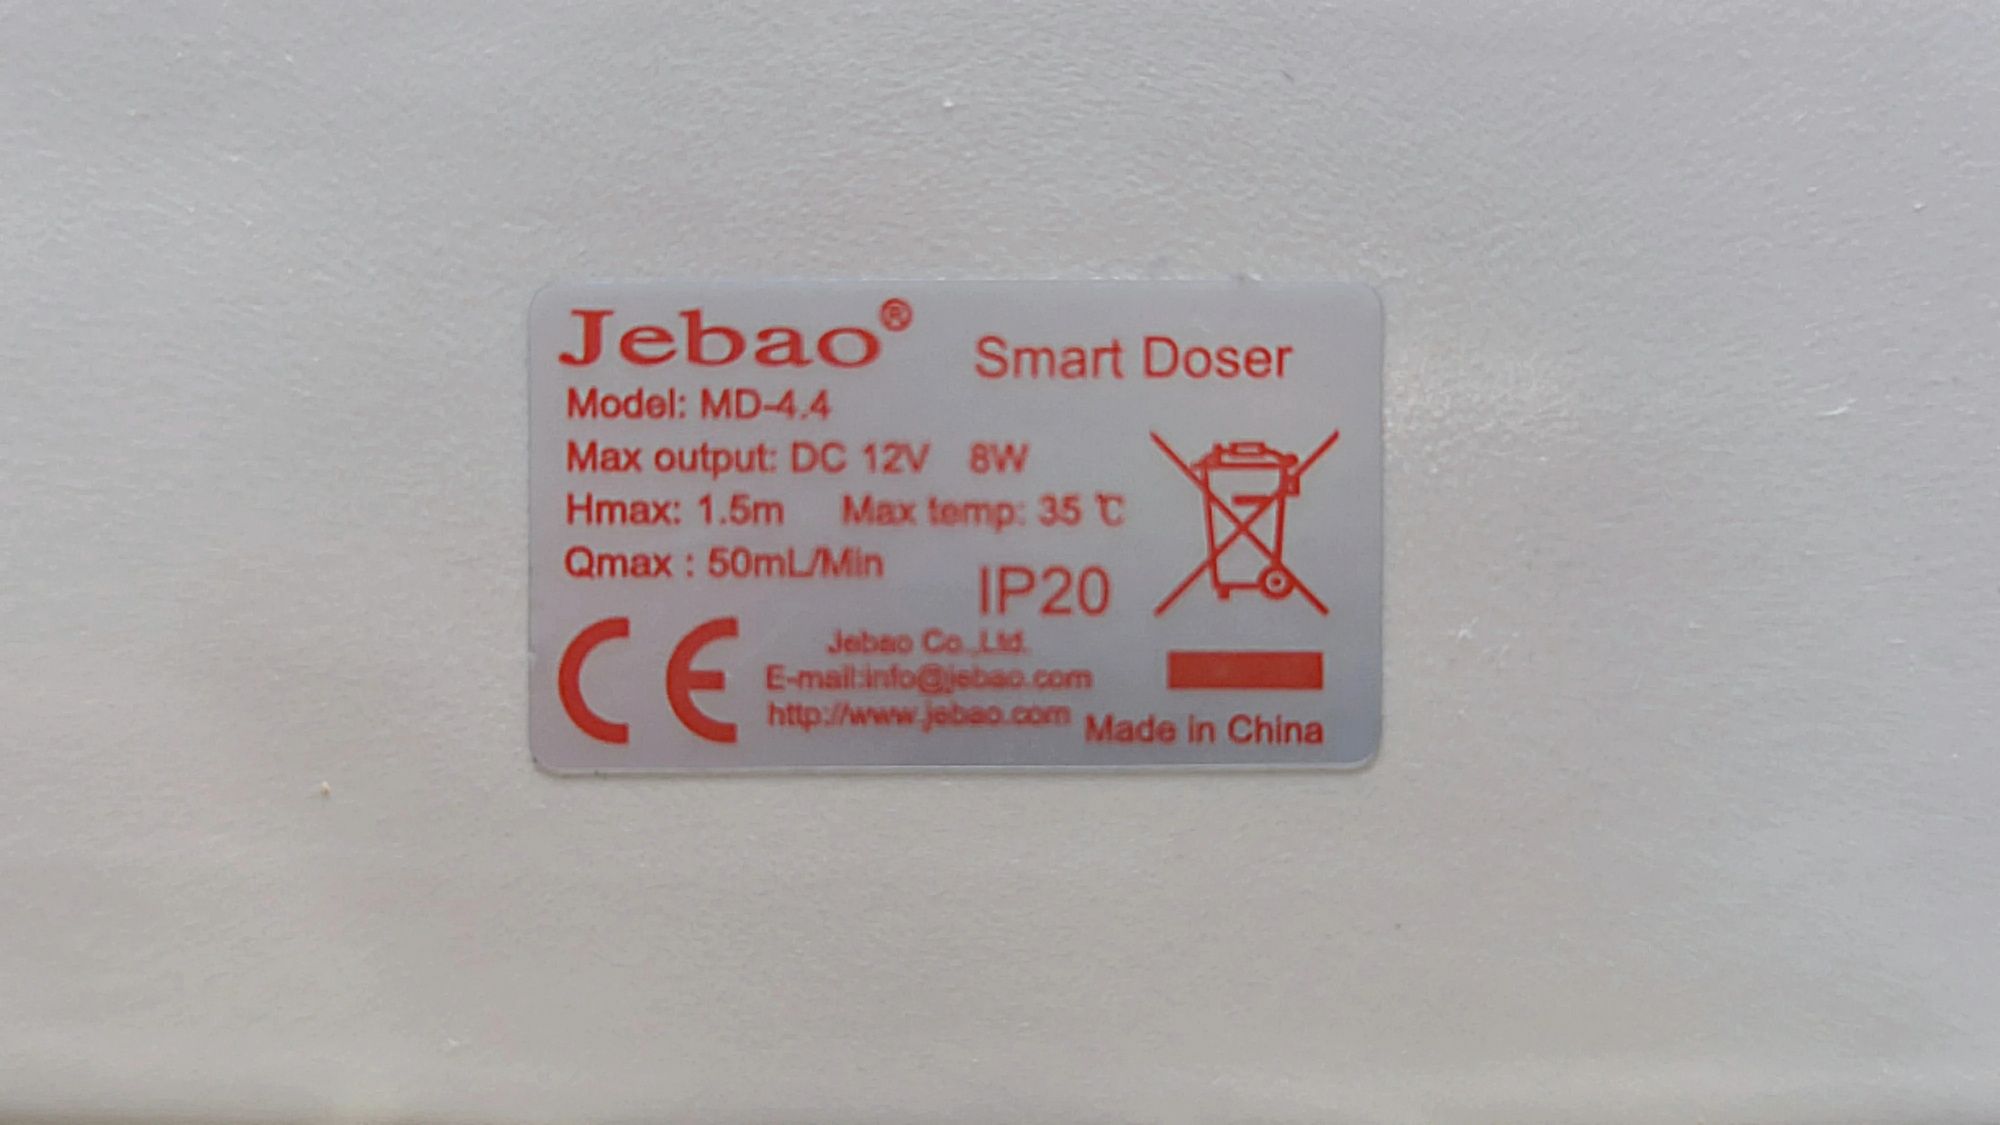 Jebao®
Smart Doser
Model: MD-4.4
Max output: DC 12V 8W
Hmax: 1.5m Max temp: 35 ℃
Qmax : 50mL/Min
IP20
CE
Jebao Co.,Ltd.
E-mail:info@jebao.com
http://www.jebao.com
Made in China